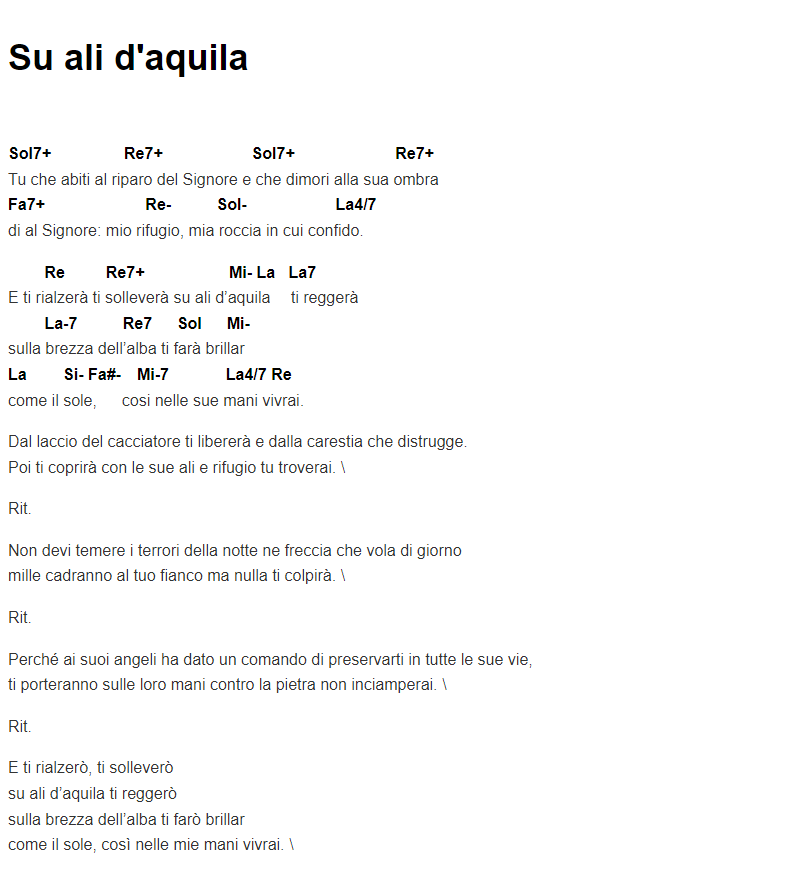 Su ali d'aquila
Sol7+ Re7+ Sol7+ Re7+
Tu che abiti al riparo del Signore e che dimori alla sua ombra
Fa7+ Re- Sol- La4/7
di al Signore: mio rifugio, mia roccia in cui confido.
Re Re7+ Mi- La La7
E ti rialzerà ti solleverà su ali d’aquila ti reggerà
La-7 Re7 Sol Mi-
sulla brezza dell’alba ti farà brillar
La Si- Fa#- Mi-7 La4/7 Re
come il sole, cosi nelle sue mani vivrai.
Dal laccio del cacciatore ti libererà e dalla carestia che distrugge.
Poi ti coprirà con le sue ali e rifugio tu troverai. \
Rit.
Non devi temere i terrori della notte ne freccia che vola di giorno
mille cadranno al tuo fianco ma nulla ti colpirà. \
Rit.
Perché ai suoi angeli ha dato un comando di preservarti in tutte le sue vie,
ti porteranno sulle loro mani contro la pietra non inciamperai. \
Rit.
E ti rialzerò, ti solleverò
su ali d’aquila ti reggerò
sulla brezza dell’alba ti farò brillar
come il sole, così nelle mie mani vivrai. \